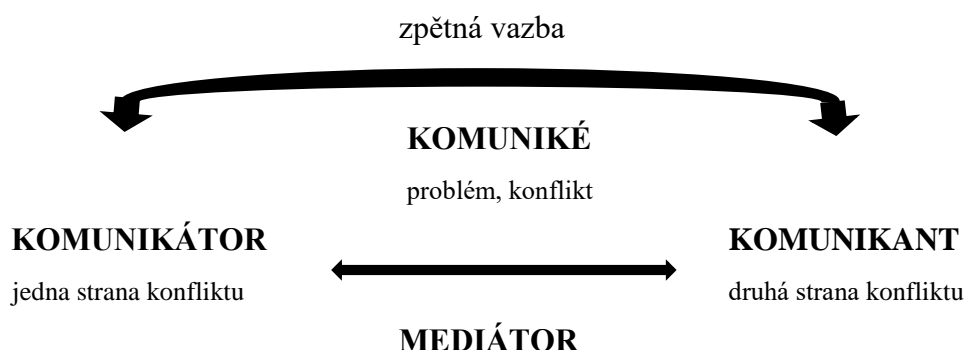 zpětná vazba
KOMUNIKÉ
problém, konflikt
KOMUNIKÁTOR
KOMUNIKANT
jedna strana konfliktu
druhá strana konfliktu
MEDIÁTOR